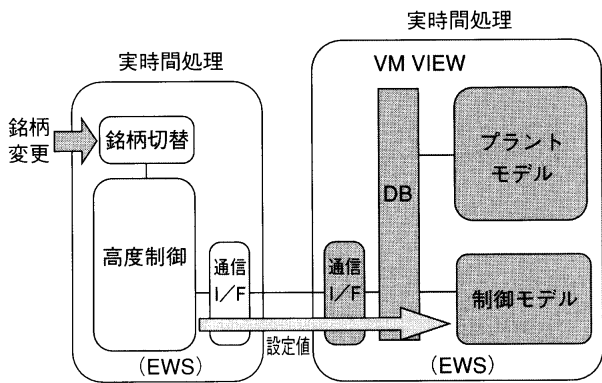 実時間処理
実時間処理
VM VIEW
銘柄
変更
銘柄切替
プラント
モデル
DB
高度制御
通信
I/F
通信
I/F
制御モデル
設定値
(EWS)
(EWS)